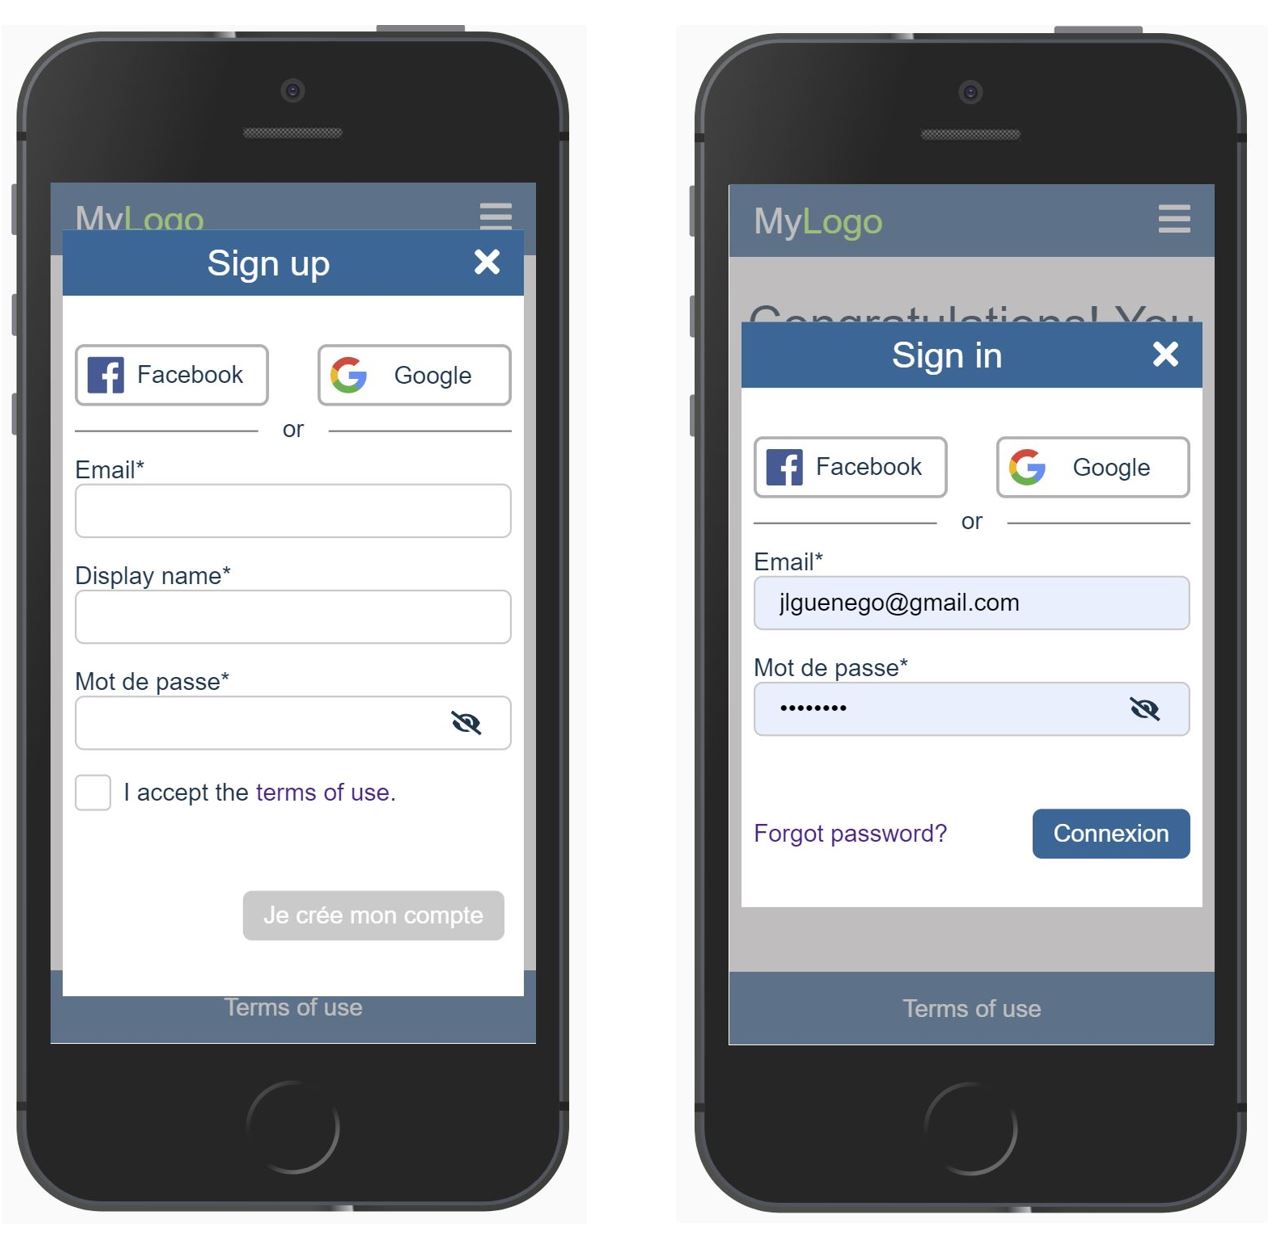 MyLogo
Sign up
Facebook
Google
or
Email*
Display name*
Mot de passe*
I accept the terms of use.
Je crée mon compte
Terms of use
MyLogo
Congratulations! You
Sign in
Facebook
Google
or
Email*
jlguenego@gmail.com
Mot de passe*
••••••••
Forgot password?
Connexion
Terms of use